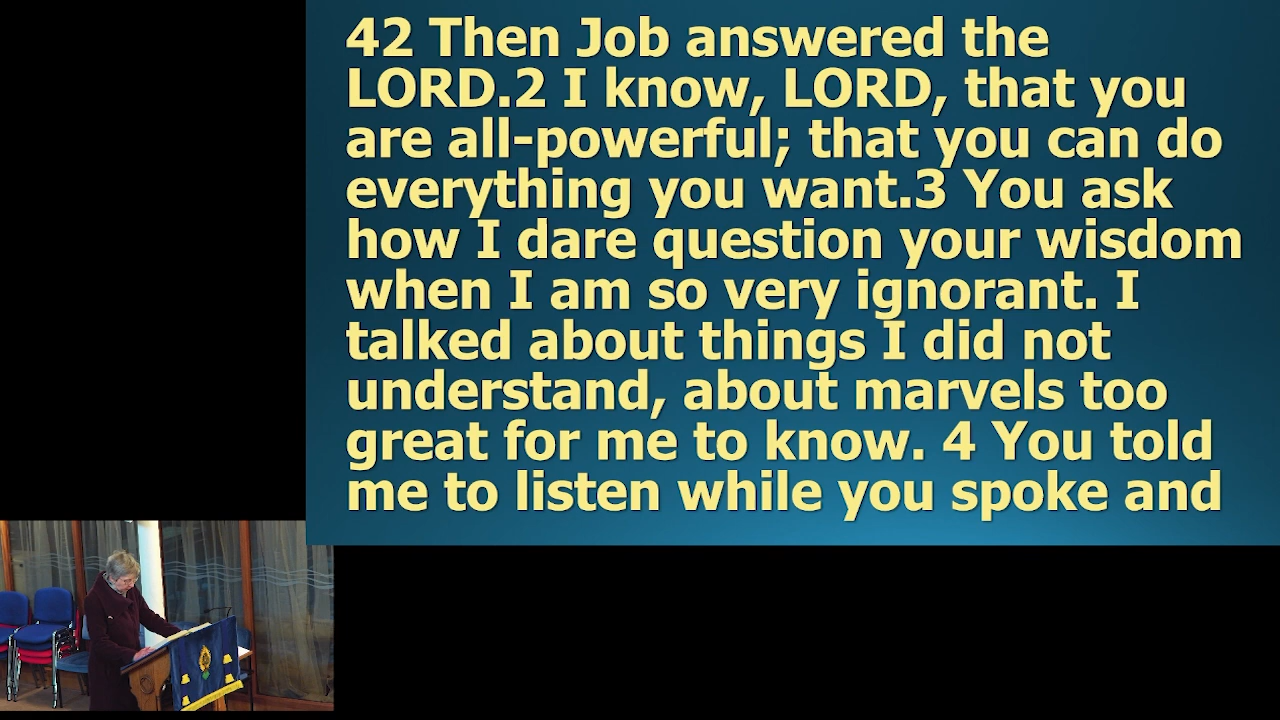 42 Then Job answered the
LORD.2 I know, LORD, that you
are all-powerful; that you can do
everything you want.3 You ask
how I dare question your wisdom
when I am so very ignorant. I
talked about things I did not
understand, about marvels too
great for me to know. 4 You told
me to listen while you spoke and